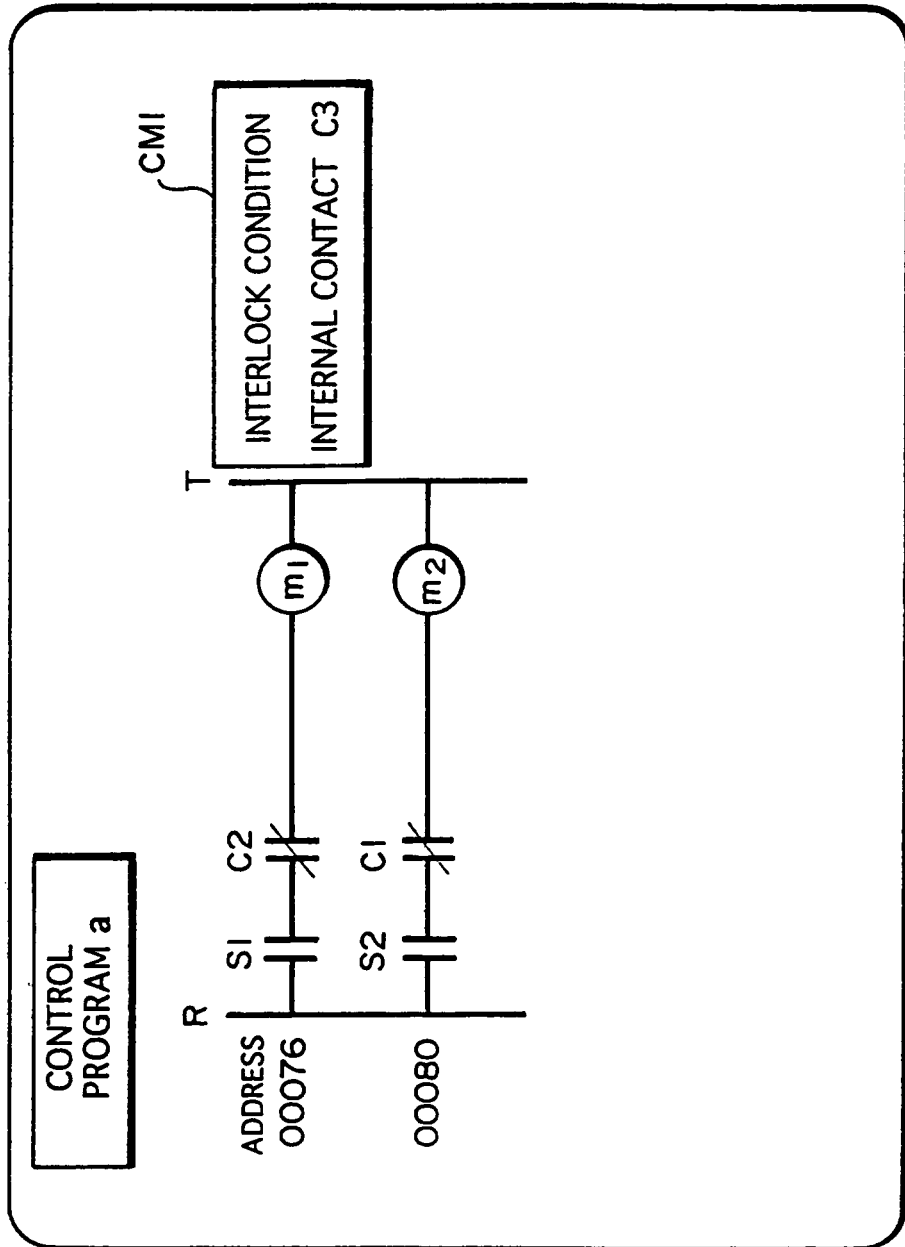 CONTROL
PROGRAM a
CM1
INTERLOCK CONDITION
INTERNAL CONTACT C3
R
T
ADDRESS
00076
S1
C2
m1
00080
S2
C1
m2